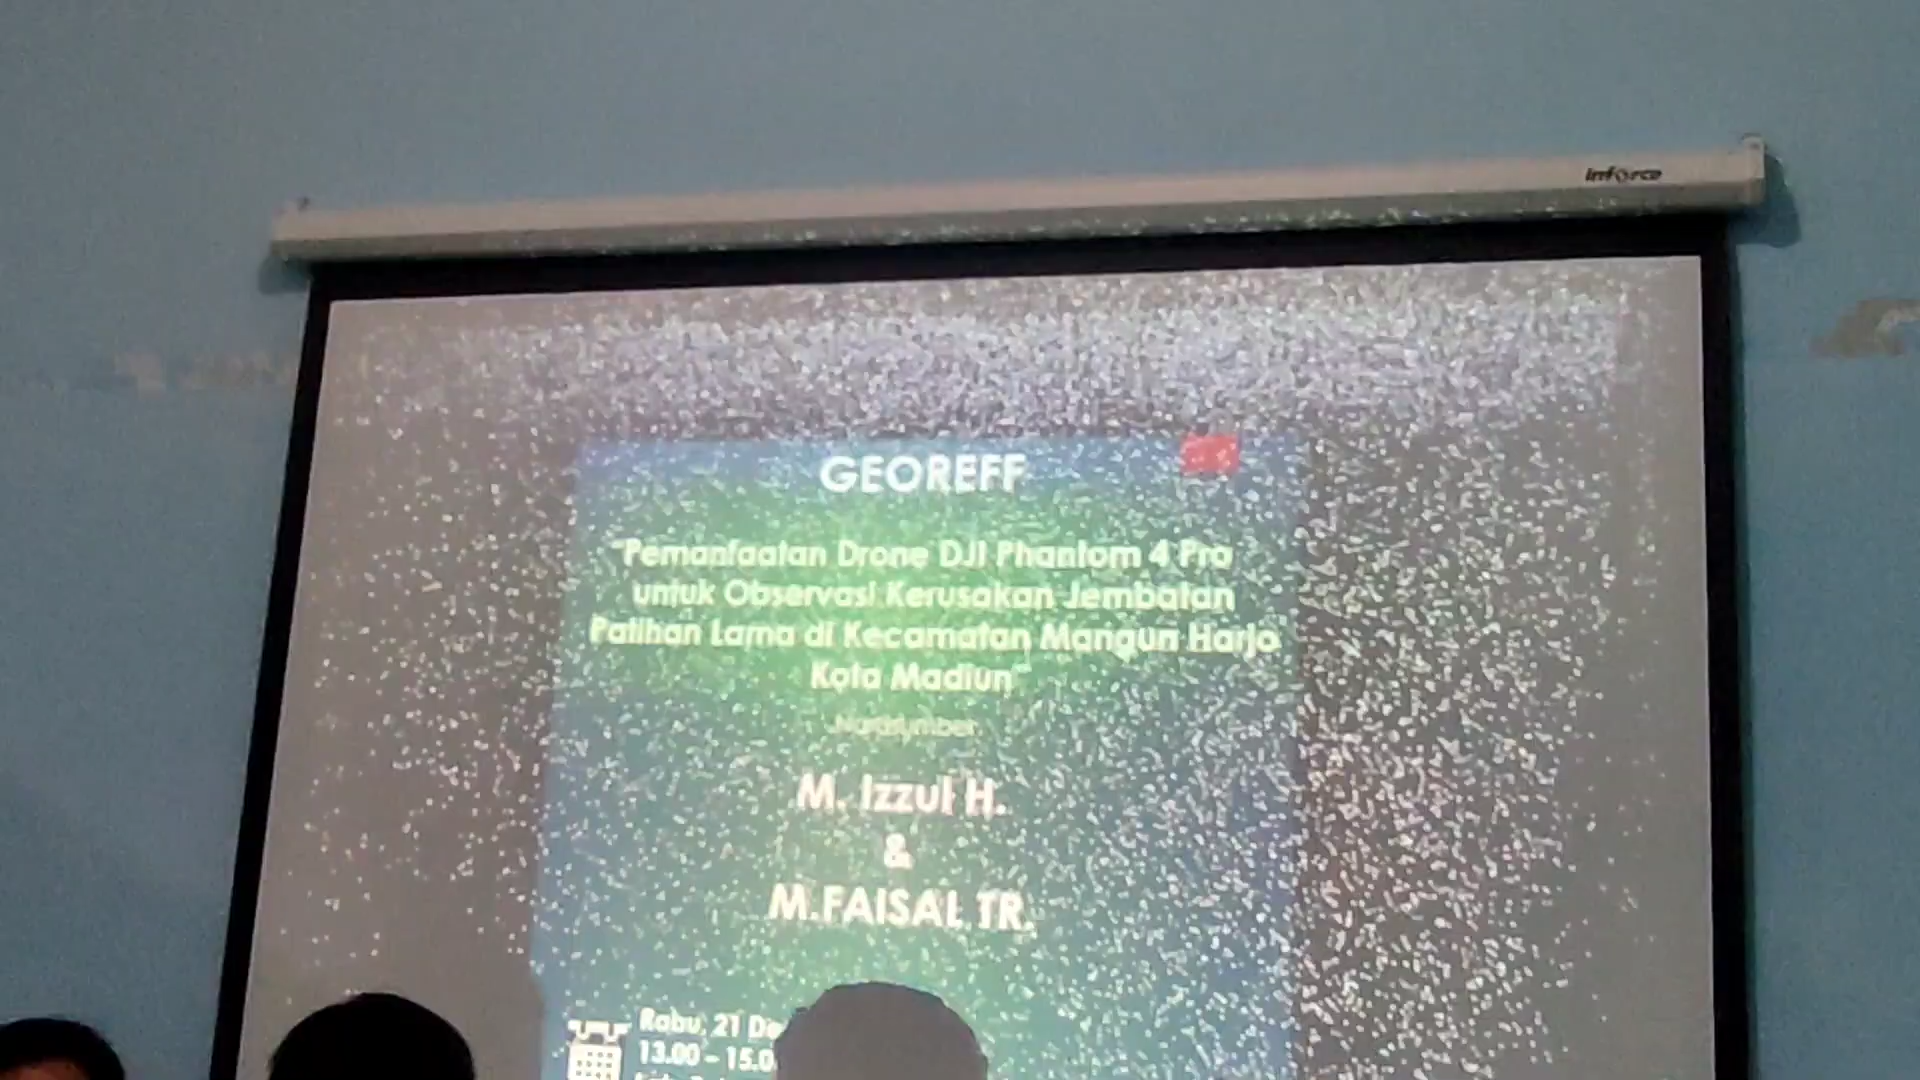 inforce
GEOREFF
"Pemanfaatan Drone DJI Phantom 4 Pro
untuk Observasi Kerusakan Jembatan
Patihan Lama di Kecamatan Mangun Harjo
Kota Madiun"
Narasumber
M. Izzul H.
&
M.FAISAL TR.
Rabu, 21 De
13.00 – 15.0